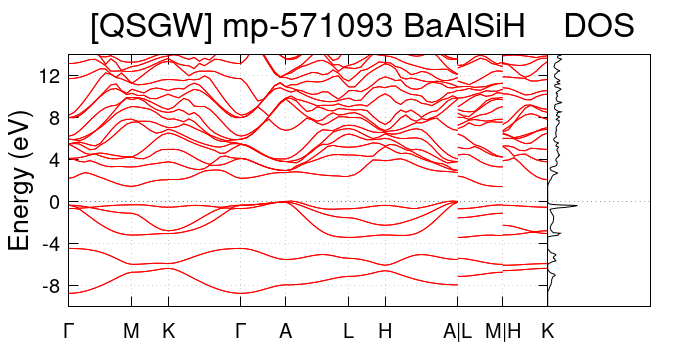 [QSGW] mp-571093 BaAlSiH DOS
Energy (eV)
12
8
4
0
-4
-8
Γ M K Γ A L H A|L M|H K